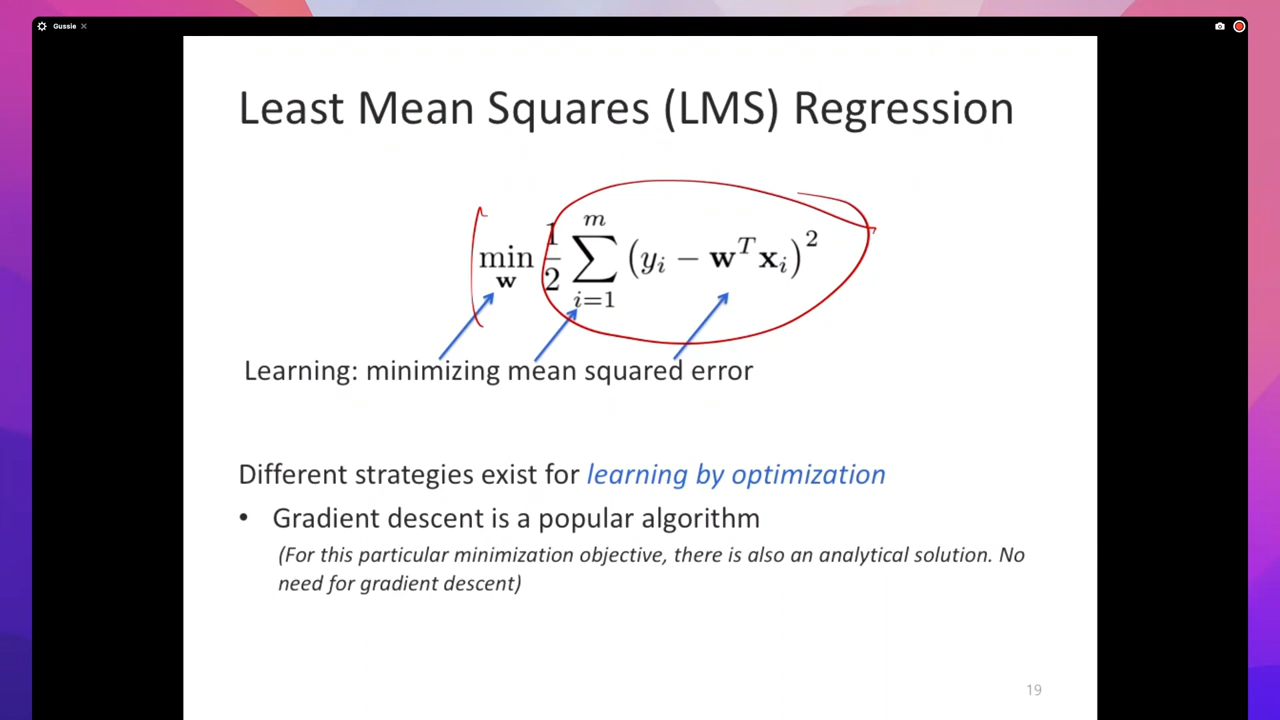 Gussie
Least Mean Squares (LMS) Regression
min_w 1/2 ∑_{i=1}^{m} (y_i − w^T x_i)^2
Learning: minimizing mean squared error
Different strategies exist for learning by optimization
• Gradient descent is a popular algorithm
(For this particular minimization objective, there is also an analytical solution. No
need for gradient descent)
19